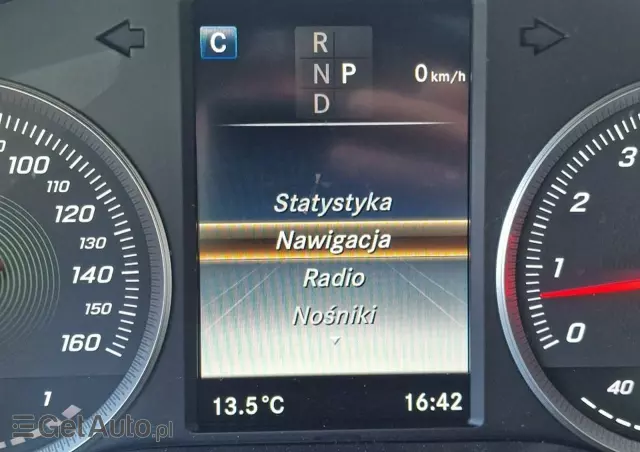 C
R
N P
D
0 km/h
Statystyka
Nawigacja
Radio
Nośniki
13.5°C
16:42
100
110
120
130
140
150
160
1
3
2
1
0
40
GetAuto.pl